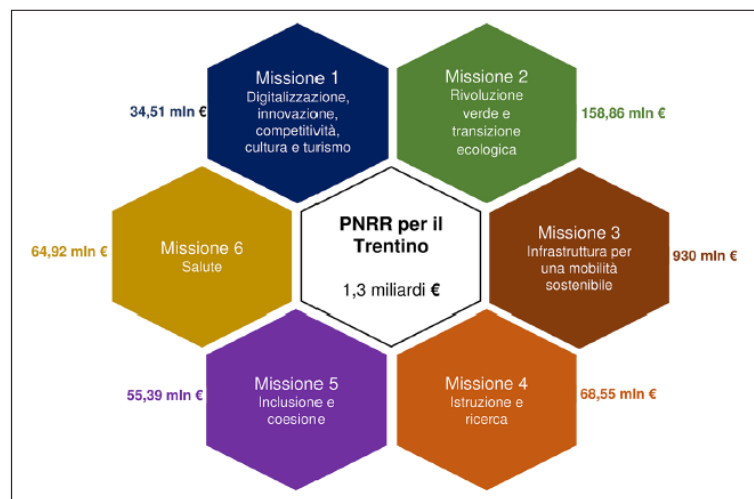 Missione 1
Digitalizzazione,
innovazione,
competitività,
cultura e turismo
34,51 mln €
Missione 2
Rivoluzione
verde e
transizione
ecologica
158,86 mln €
Missione 6
Salute
64,92 mln €
PNRR per il
Trentino
1,3 miliardi €
Missione 3
Infrastruttura per
una mobilità
sostenibile
930 mln €
Missione 5
Inclusione e
coesione
55,39 mln €
Missione 4
Istruzione e
ricerca
68,55 mln €